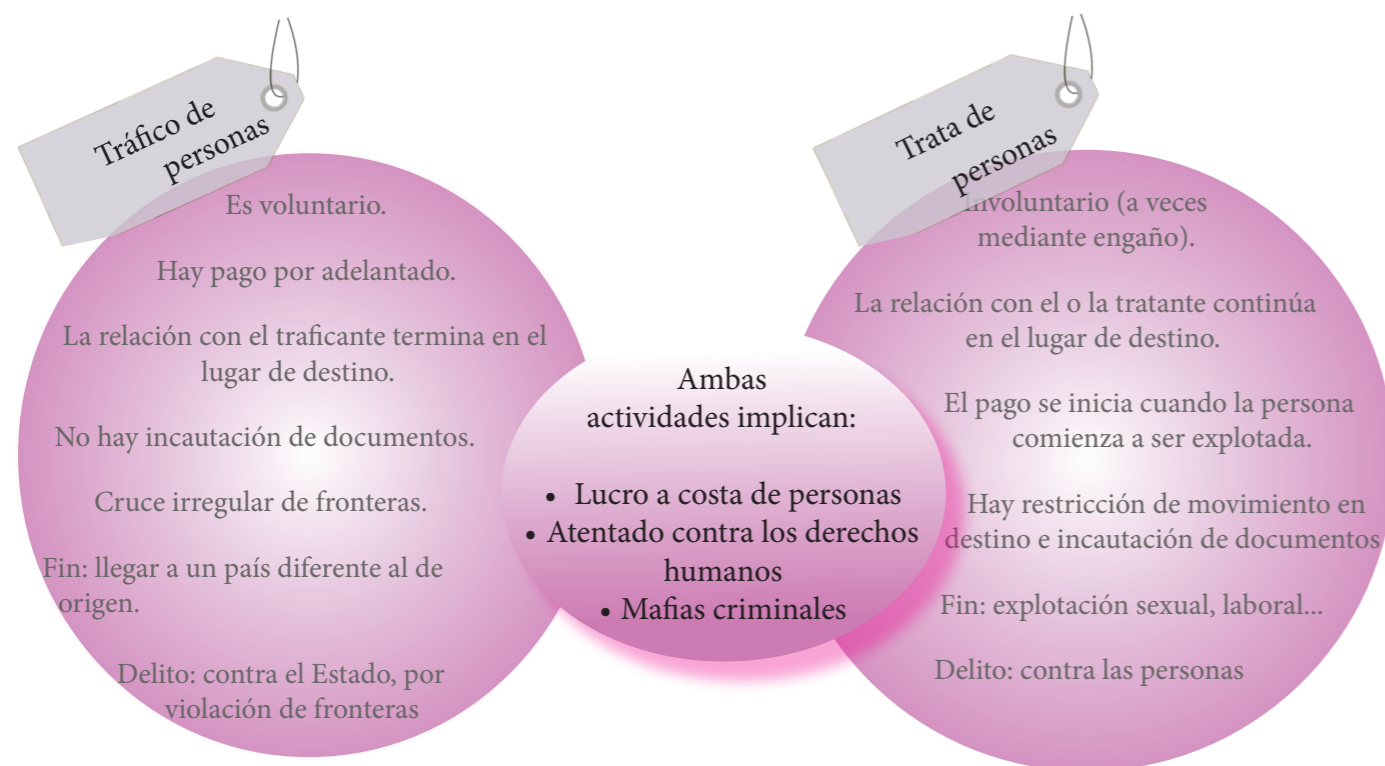 Tráfico de
personas
Es voluntario.
Hay pago por adelantado.
La relación con el traficante termina en el
lugar de destino.
No hay incautación de documentos.
Cruce irregular de fronteras.
Fin: llegar a un país diferente al de
origen.
Delito: contra el Estado, por
violación de fronteras
Ambas
actividades implican:
• Lucro a costa de personas
• Atentado contra los derechos
humanos
• Mafias criminales
Trata de
personas
Involuntario (a veces
mediante engaño).
La relación con el o la tratante continúa
en el lugar de destino.
El pago se inicia cuando la persona
comienza a ser explotada.
Hay restricción de movimiento en
destino e incautación de documentos
Fin: explotación sexual, laboral...
Delito: contra las personas